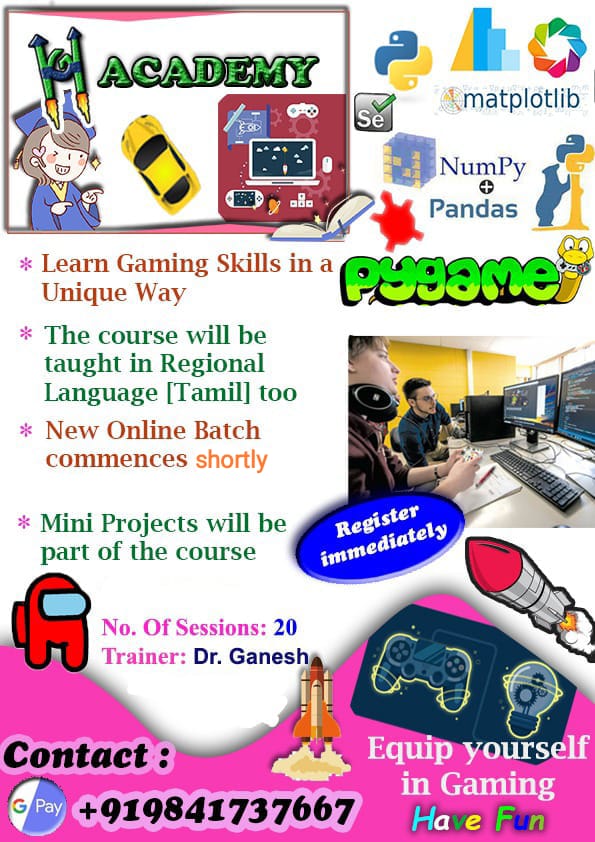 ACADEMY
Se
matplotlib
NumPy
+
Pandas
pygame
* Learn Gaming Skills in a
Unique Way
* The course will be
taught in Regional
Language [Tamil] too
* New Online Batch
commences shortly
* Mini Projects will be
part of the course
Register
immediately
No. Of Sessions: 20
Trainer: Dr. Ganesh
Contact :
G Pay +919841737667
Equip yourself
in Gaming
Have Fun